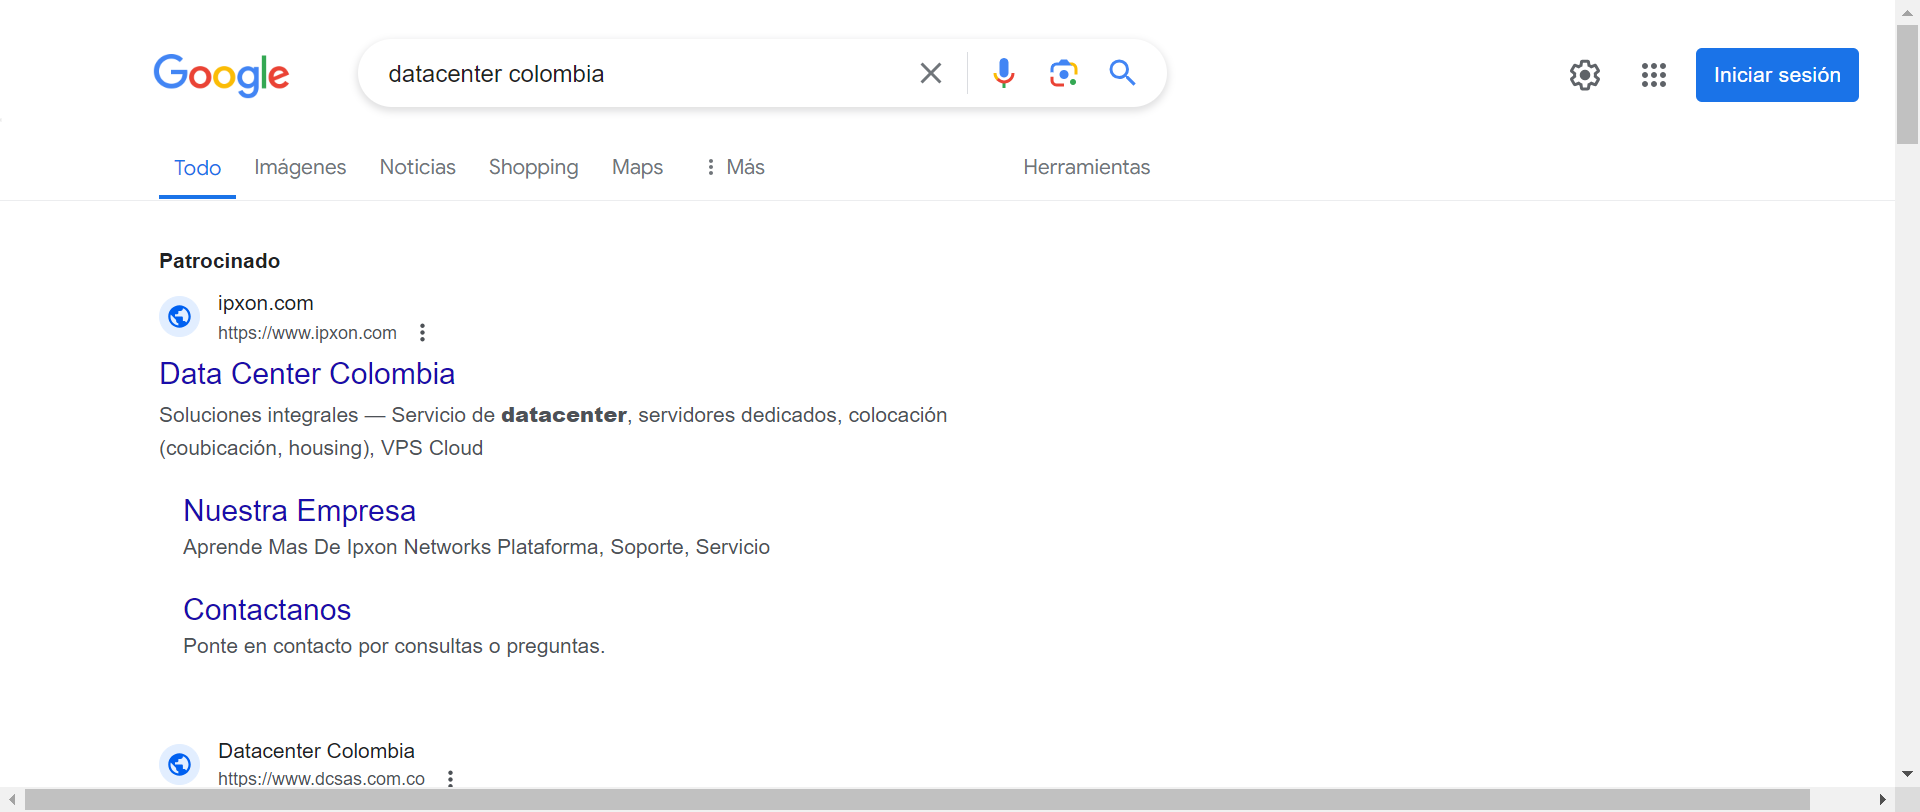 Google
datacenter colombia
Iniciar sesión
Todo
Imágenes
Noticias
Shopping
Maps
Más
Herramientas
Patrocinado
ipxon.com
https://www.ipxon.com
Data Center Colombia
Soluciones integrales — Servicio de datacenter, servidores dedicados, colocación
(coubicación, housing), VPS Cloud
Nuestra Empresa
Aprende Mas De Ipxon Networks Plataforma, Soporte, Servicio
Contactanos
Ponte en contacto por consultas o preguntas.
Datacenter Colombia
https://www.dcsas.com.co